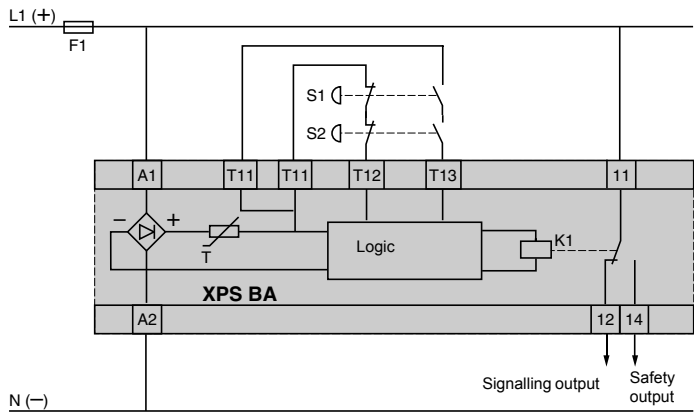 L1 (+)
F1
S1
S2
A1
T11
T11
T12
T13
11
–
+
T
Logic
K1
XPS BA
A2
12
14
Signalling output
Safety
output
N (–)